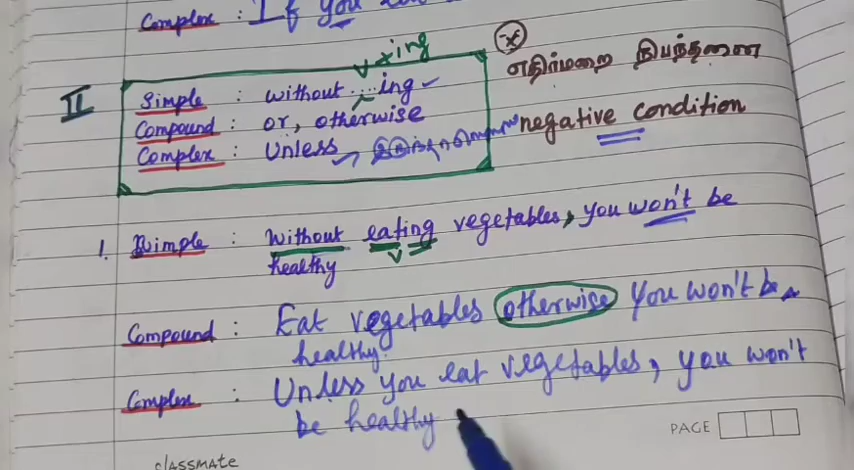 Complex : If you
II
v xing
Simple : without ....ing
Compound : or, otherwise
Complex : Unless
எதிர்மறை நிபந்தனை
negative condition
1. Simple : Without eating vegetables, you won't be
v
healthy
Compound : Eat vegetables otherwise you won't be
healthy.
Complex : Unless you eat vegetables, you won't
be healthy
PAGE
classmate